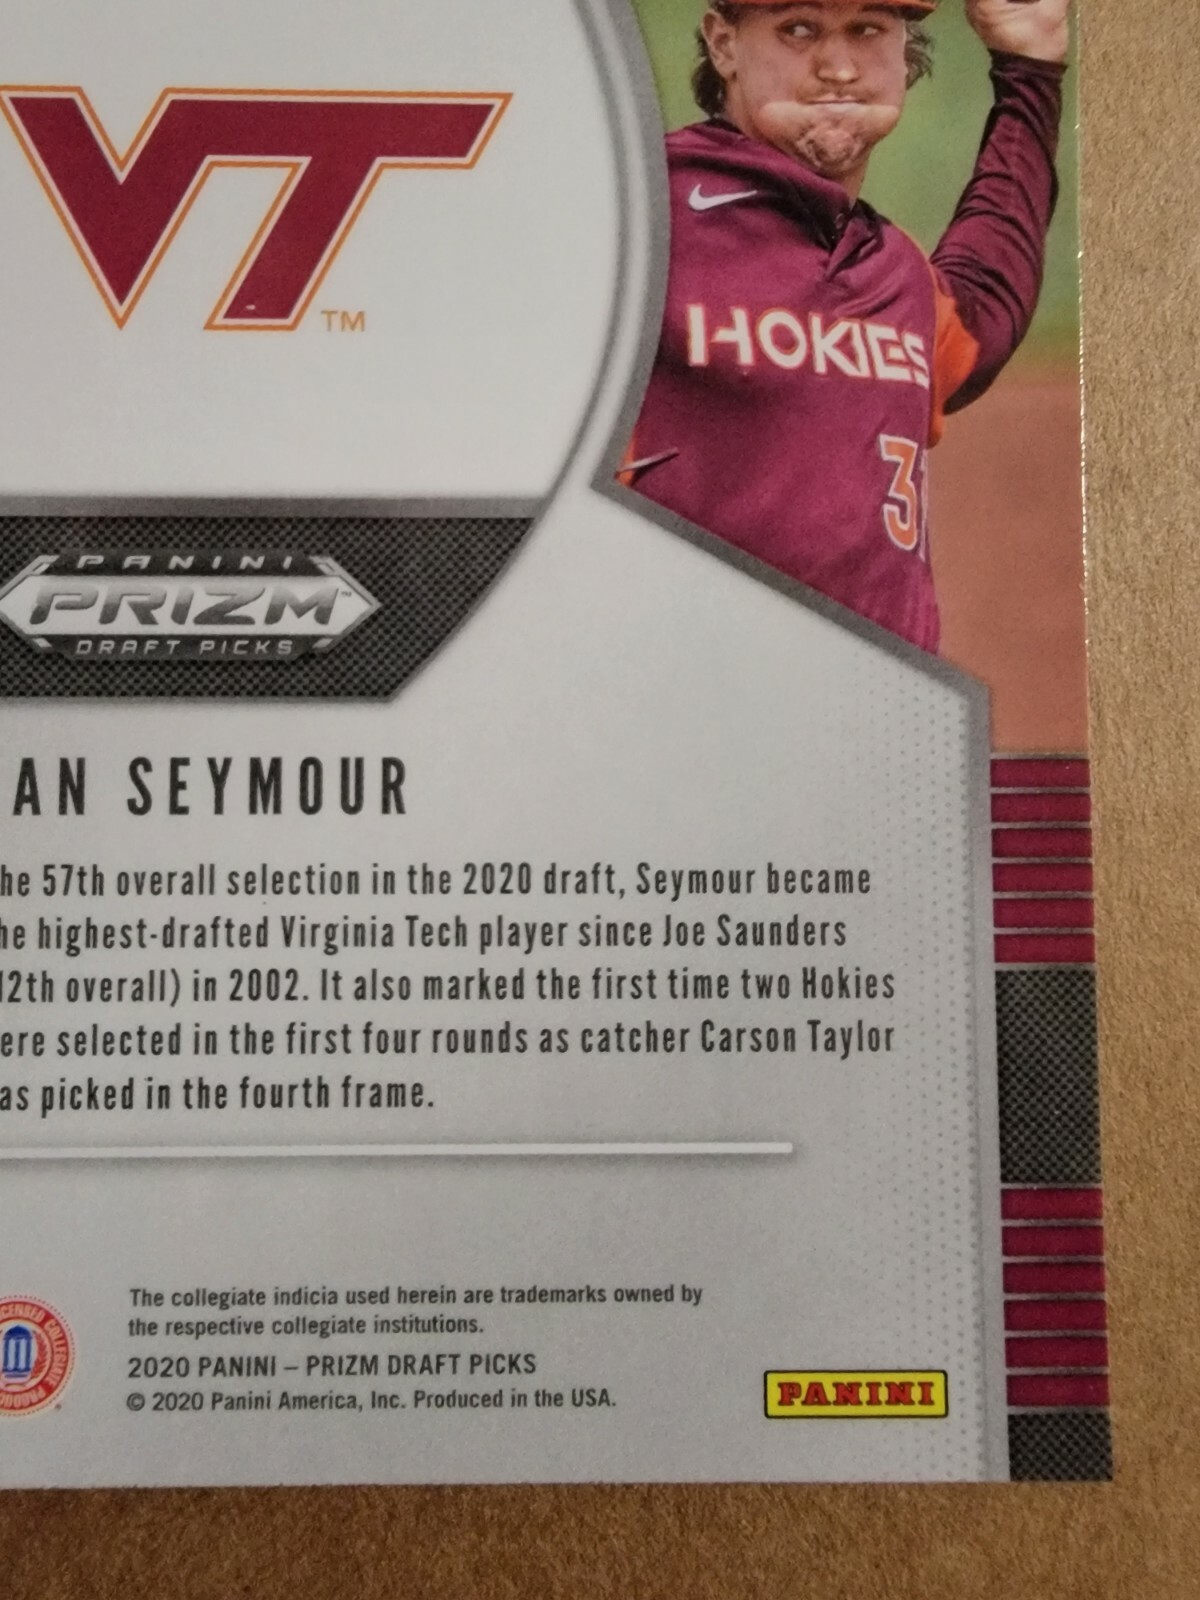 VT
TM
HOKIES
3
PANINI
PRIZM™
DRAFT PICKS
AN SEYMOUR
he 57th overall selection in the 2020 draft, Seymour became
he highest-drafted Virginia Tech player since Joe Saunders
12th overall) in 2002. It also marked the first time two Hokies
ere selected in the first four rounds as catcher Carson Taylor
as picked in the fourth frame.
The collegiate indicia used herein are trademarks owned by
the respective collegiate institutions.
2020 PANINI – PRIZM DRAFT PICKS
© 2020 Panini America, Inc. Produced in the USA.
PANINI